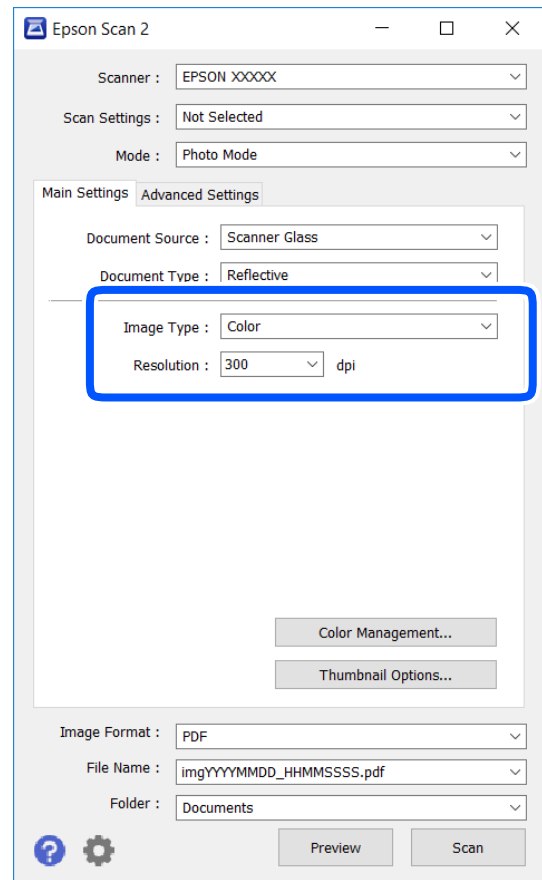 Epson Scan 2
Scanner : EPSON XXXXX
Scan Settings : Not Selected
Mode : Photo Mode
Main Settings Advanced Settings
Document Source : Scanner Glass
Document Type : Reflective
Image Type : Color
Resolution : 300 dpi
Color Management...
Thumbnail Options...
Image Format : PDF
File Name : imgYYYYMMDD_HHMMSSSS.pdf
Folder : Documents
? Preview Scan